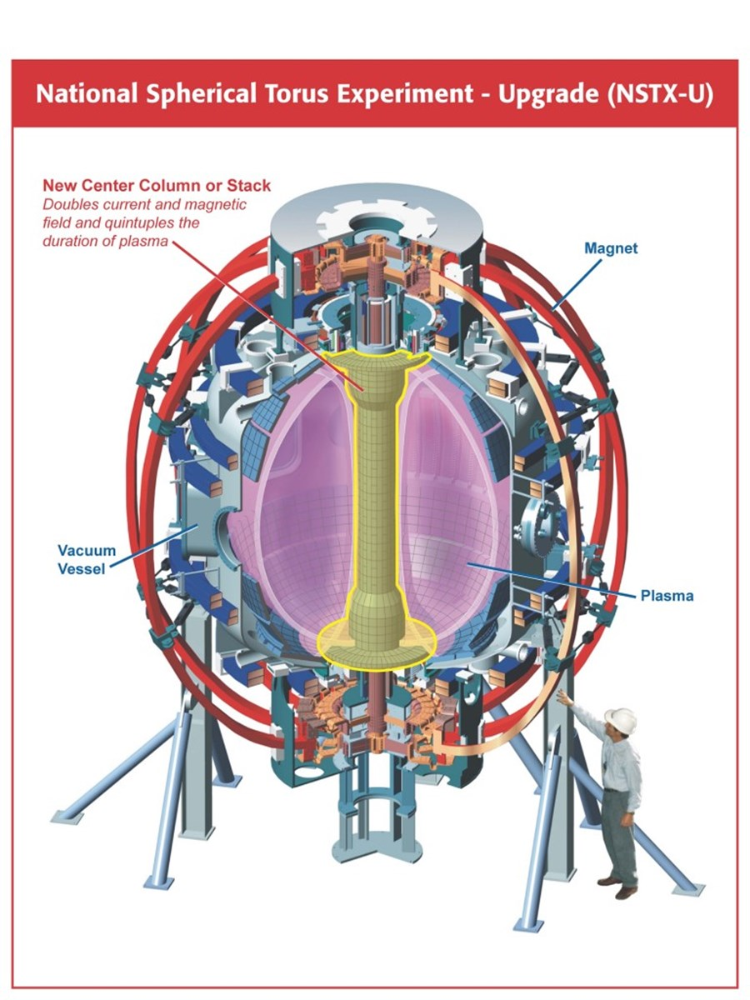 National Spherical Torus Experiment - Upgrade (NSTX-U)
New Center Column or Stack
Doubles current and magnetic
field and quintuples the
duration of plasma
Magnet
Vacuum
Vessel
Plasma